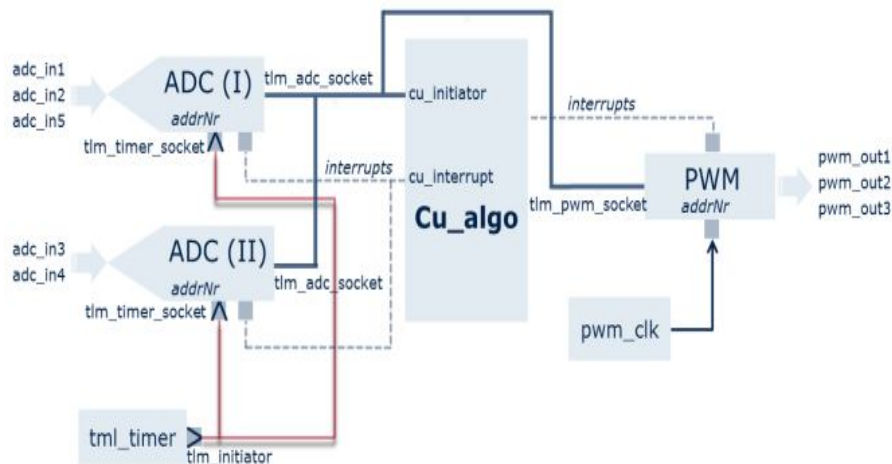 adc_in1
adc_in2
adc_in5
ADC (I)
addrNr
tlm_adc_socket
tlm_timer_socket
interrupts
cu_initiator
cu_interrupt
Cu_algo
interrupts
PWM
addrNr
tlm_pwm_socket
pwm_out1
pwm_out2
pwm_out3
adc_in3
adc_in4
ADC (II)
addrNr
tlm_adc_socket
tlm_timer_socket
pwm_clk
tml_timer
tlm_initiator